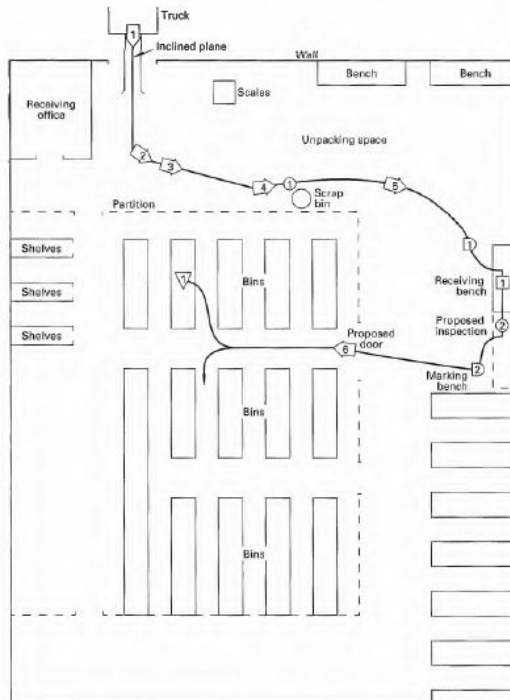 Truck
1
Inclined plane
Wall
Bench
Bench
Scales
Receiving
office
Unpacking space
2
3
4
1
5
Scrap
bin
Partition
1
Shelves
Shelves
Shelves
1
Bins
Receiving
bench
1
Proposed
inspection
2
Proposed
door
6
2
Marking
bench
Bins
Bins